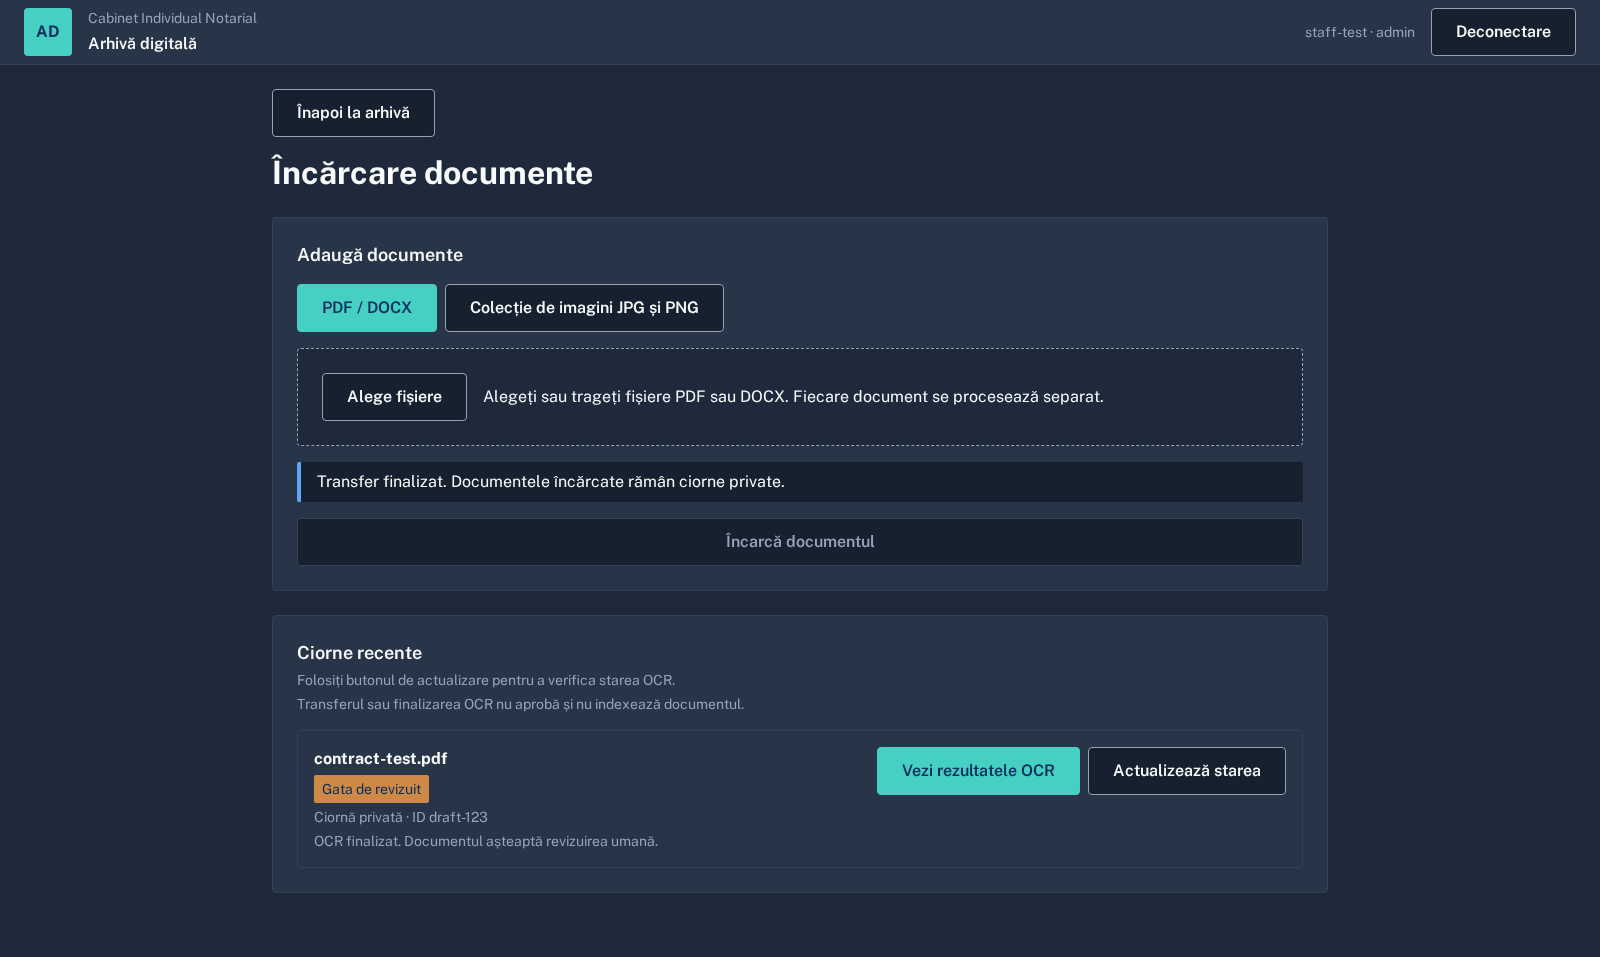 AD
Cabinet Individual Notarial
Arhivă digitală
staff-test · admin
Deconectare
Înapoi la arhivă
Încărcare documente
Adaugă documente
PDF / DOCX
Colecție de imagini JPG și PNG
Alege fișiere
Alegeți sau trageți fișiere PDF sau DOCX. Fiecare document se procesează separat.
Transfer finalizat. Documentele încărcate rămân ciorne private.
Încarcă documentul
Ciorne recente
Folosiți butonul de actualizare pentru a verifica starea OCR.
Transferul sau finalizarea OCR nu aprobă și nu indexează documentul.
contract-test.pdf
Gata de revizuit
Ciornă privată · ID draft-123
OCR finalizat. Documentul așteaptă revizuirea umană.
Vezi rezultatele OCR
Actualizează starea